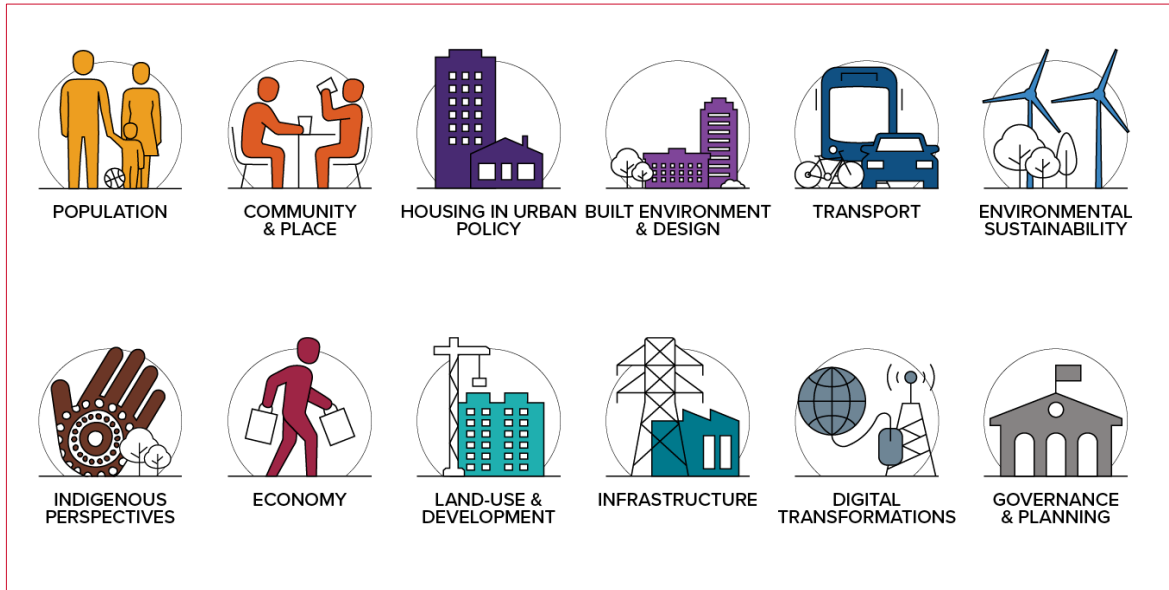 POPULATION
COMMUNITY
& PLACE
HOUSING IN URBAN
POLICY
BUILT ENVIRONMENT
& DESIGN
TRANSPORT
ENVIRONMENTAL
SUSTAINABILITY
INDIGENOUS
PERSPECTIVES
ECONOMY
LAND-USE &
DEVELOPMENT
INFRASTRUCTURE
DIGITAL
TRANSFORMATIONS
GOVERNANCE
& PLANNING